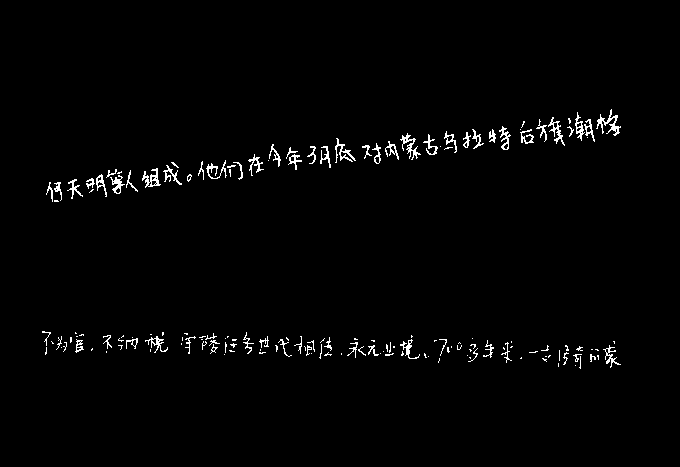 何天明等人组成。他们在今年3月底对内蒙古乌拉特后旗潮格
不为官、不纳税 守陵任务世代相传,永无止境。700多年来,一支传奇的蒙